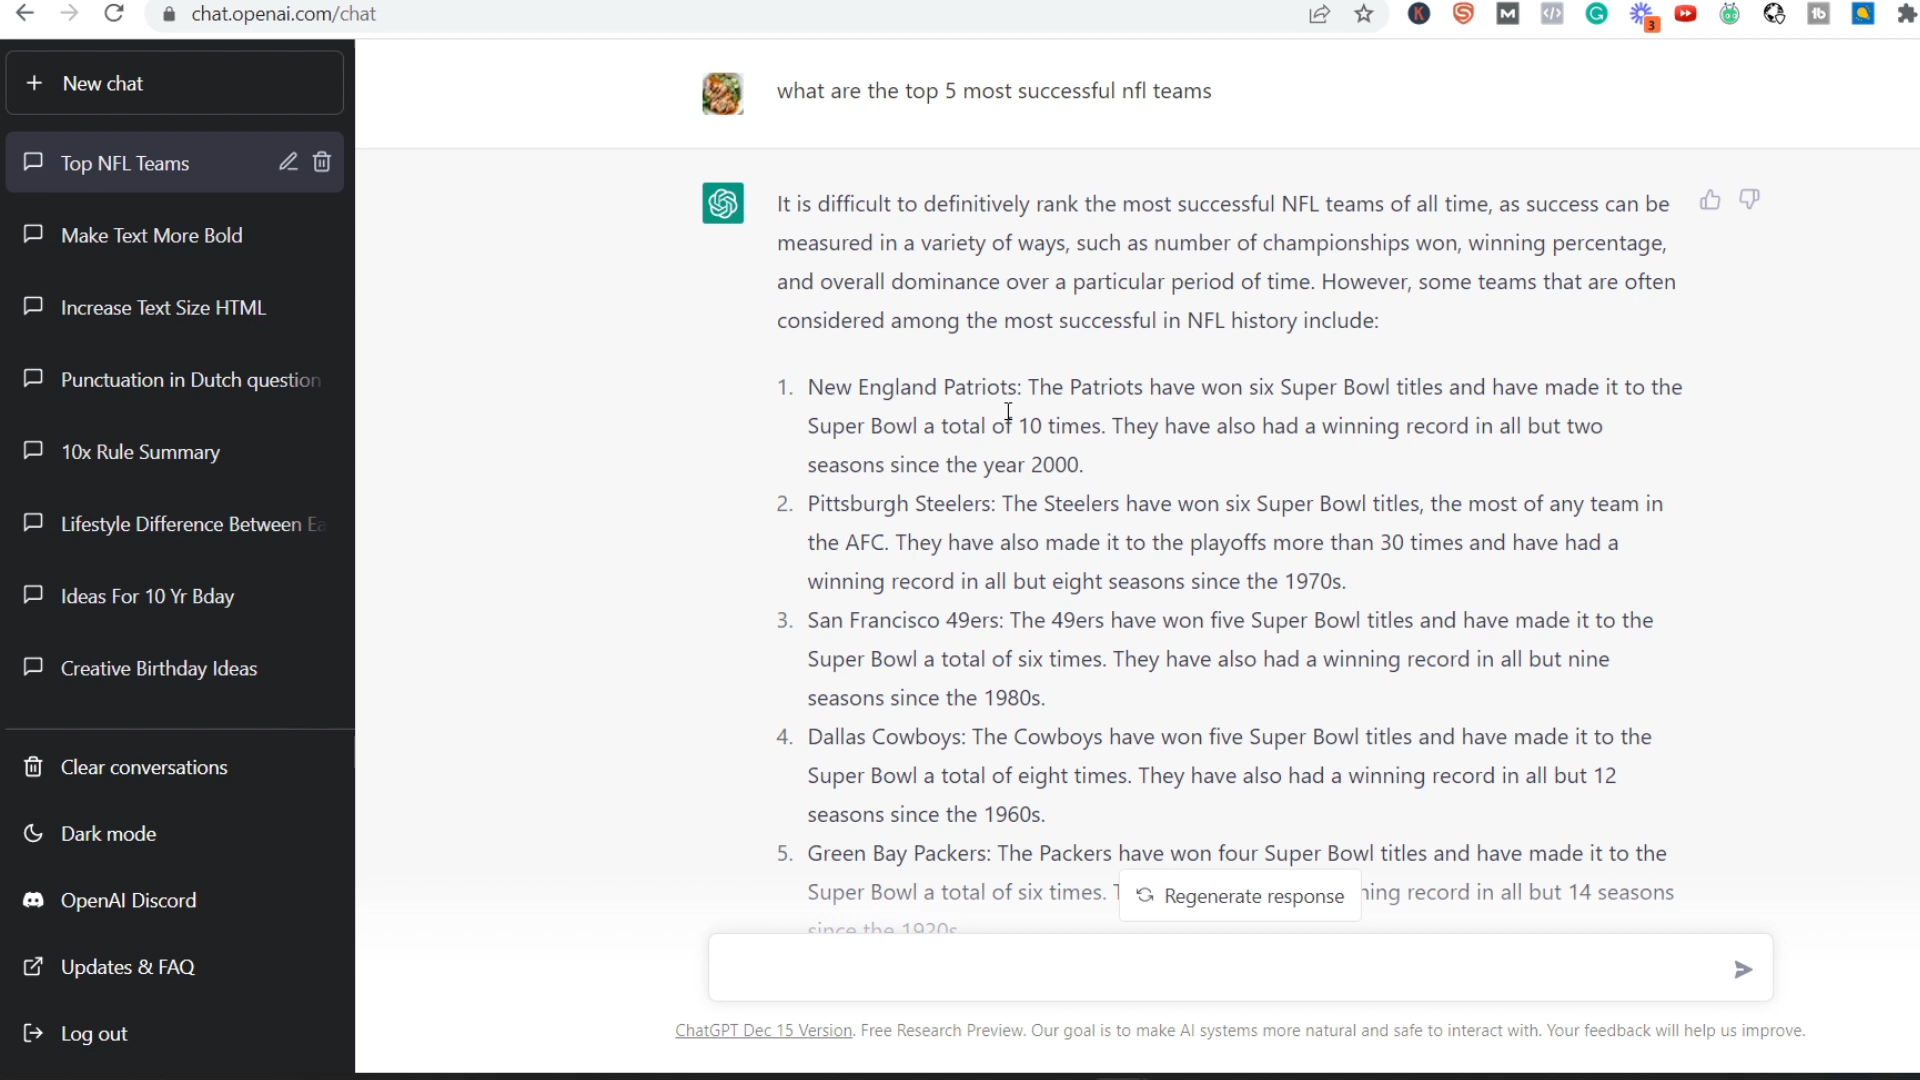 chat.openai.com/chat
3
New chat
Top NFL Teams
Make Text More Bold
Increase Text Size HTML
Punctuation in Dutch question
10x Rule Summary
Lifestyle Difference Between Ea
Ideas For 10 Yr Bday
Creative Birthday Ideas
Clear conversations
Dark mode
OpenAI Discord
Updates & FAQ
Log out
what are the top 5 most successful nfl teams
It is difficult to definitively rank the most successful NFL teams of all time, as success can be
measured in a variety of ways, such as number of championships won, winning percentage,
and overall dominance over a particular period of time. However, some teams that are often
considered among the most successful in NFL history include:
1. New England Patriots: The Patriots have won six Super Bowl titles and have made it to the
Super Bowl a total of 10 times. They have also had a winning record in all but two
seasons since the year 2000.
2. Pittsburgh Steelers: The Steelers have won six Super Bowl titles, the most of any team in
the AFC. They have also made it to the playoffs more than 30 times and have had a
winning record in all but eight seasons since the 1970s.
3. San Francisco 49ers: The 49ers have won five Super Bowl titles and have made it to the
Super Bowl a total of six times. They have also had a winning record in all but nine
seasons since the 1980s.
4. Dallas Cowboys: The Cowboys have won five Super Bowl titles and have made it to the
Super Bowl a total of eight times. They have also had a winning record in all but 12
seasons since the 1960s.
5. Green Bay Packers: The Packers have won four Super Bowl titles and have made it to the
Super Bowl a total of six times. T Regenerate response ning record in all but 14 seasons
since the 1920s
ChatGPT Dec 15 Version. Free Research Preview. Our goal is to make AI systems more natural and safe to interact with. Your feedback will help us improve.